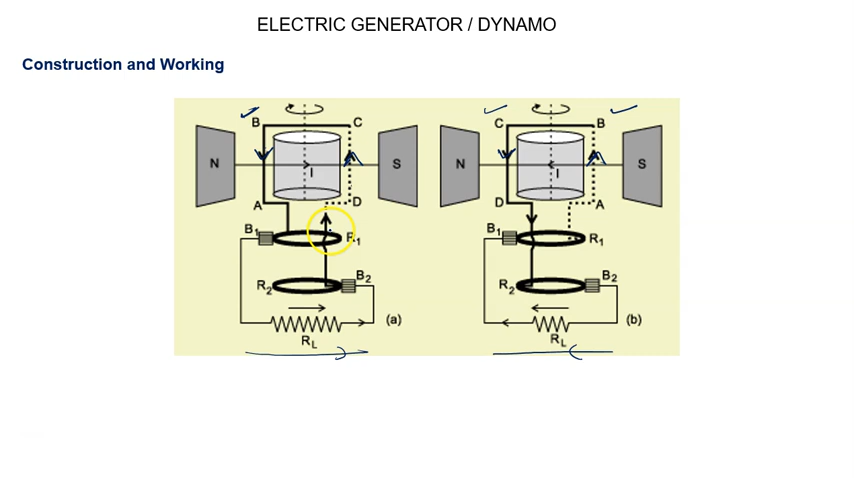 ELECTRIC GENERATOR / DYNAMO
Construction and Working
B C
N I S
A D
B1 R1
R2 B2
RL (a)
C B
N I S
D A
B1 R1
R2 B2
RL (b)